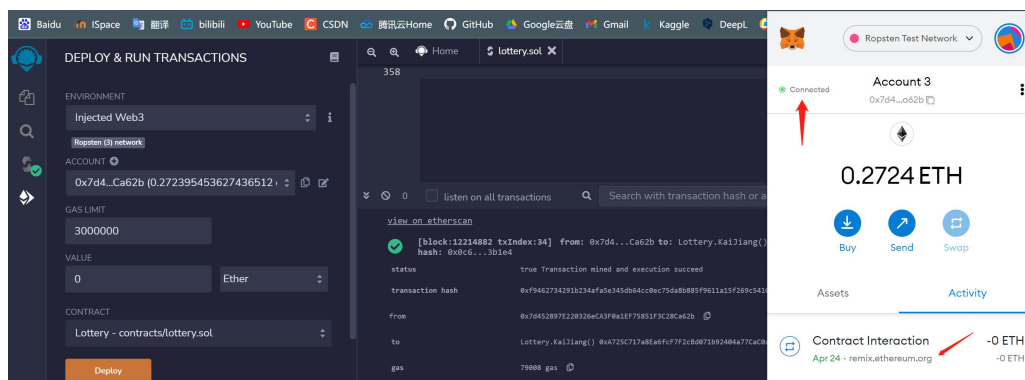 Baidu
ISpace
翻译
bilibili
YouTube
CSDN
腾讯云Home
GitHub
Google云盘
Gmail
Kaggle
DeepL
DEPLOY & RUN TRANSACTIONS
ENVIRONMENT
Injected Web3
i
Ropsten (3) network
ACCOUNT
0x7d4...Ca62b (0.272395453627436512
GAS LIMIT
3000000
VALUE
0
Ether
CONTRACT
Lottery - contracts/lottery.sol
Deploy
Home
lottery.sol
358
0
listen on all transactions
Search with transaction hash or a
view on etherscan
[block:12214882 txIndex:34] from: 0x7d4...Ca62b to: Lottery.KaiJiang()
hash: 0x0c6...3b1e4
status true Transaction mined and execution succeed
transaction hash
from
to
gas 79008 gas
Ropsten Test Network
Connected
Account 3
0x7d4...a62b
0.2724 ETH
Buy
Send
Swap
Assets
Activity
Contract Interaction
-0 ETH
Apr 24 · remix.ethereum.org
-0 ETH